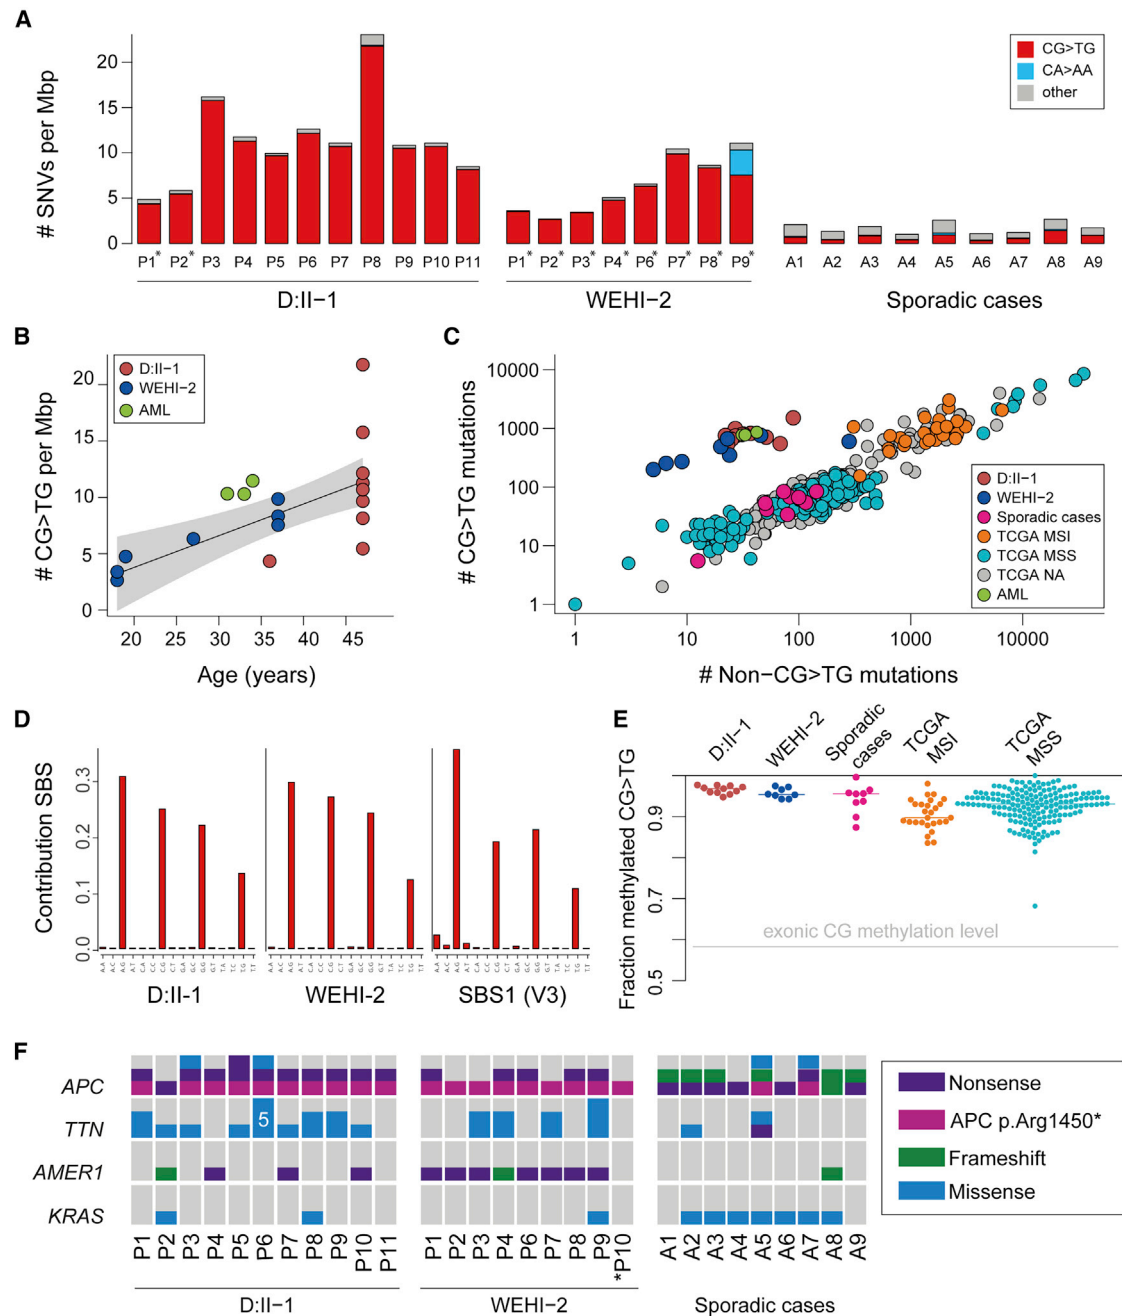 A
# SNVs per Mbp
20
15
10
5
0
CG>TG
CA>AA
other
P1* P2* P3 P4 P5 P6 P7 P8 P9 P10 P11
P1* P2* P3* P4* P6* P7* P8* P9*
A1 A2 A3 A4 A5 A6 A7 A8 A9
D:II−1
WEHI−2
Sporadic cases
B
# CG>TG per Mbp
20
15
10
5
0
D:II−1
WEHI−2
AML
20 25 30 35 40 45
Age (years)
C
# CG>TG mutations
10000
1000
100
10
1
D:II−1
WEHI−2
Sporadic cases
TCGA MSI
TCGA MSS
TCGA NA
AML
1 10 100 1000 10000
# Non−CG>TG mutations
D
Contribution SBS
0.3
0.2
0.1
0.0
A.A A.C A.G A.T C.A C.C C.G C.T G.A G.C G.G G.T T.A T.C T.G T.T
A.A A.C A.G A.T C.A C.C C.G C.T G.A G.C G.G G.T T.A T.C T.G T.T
A.A A.C A.G A.T C.A C.C C.G C.T G.A G.C G.G G.T T.A T.C T.G T.T
D:II-1
WEHI-2
SBS1 (V3)
E
D:II−1
WEHI−2
Sporadic
cases
TCGA
MSI
TCGA
MSS
Fraction methylated CG>TG
0.9
0.7
0.5
exonic CG methylation level
F
APC
TTN
AMER1
KRAS
5
P1 P2 P3 P4 P5 P6 P7 P8 P9 P10 P11
P1 P2 P3 P4 P6 P7 P8 P9 *P10
A1 A2 A3 A4 A5 A6 A7 A8 A9
D:II−1
WEHI−2
Sporadic cases
Nonsense
APC p.Arg1450*
Frameshift
Missense